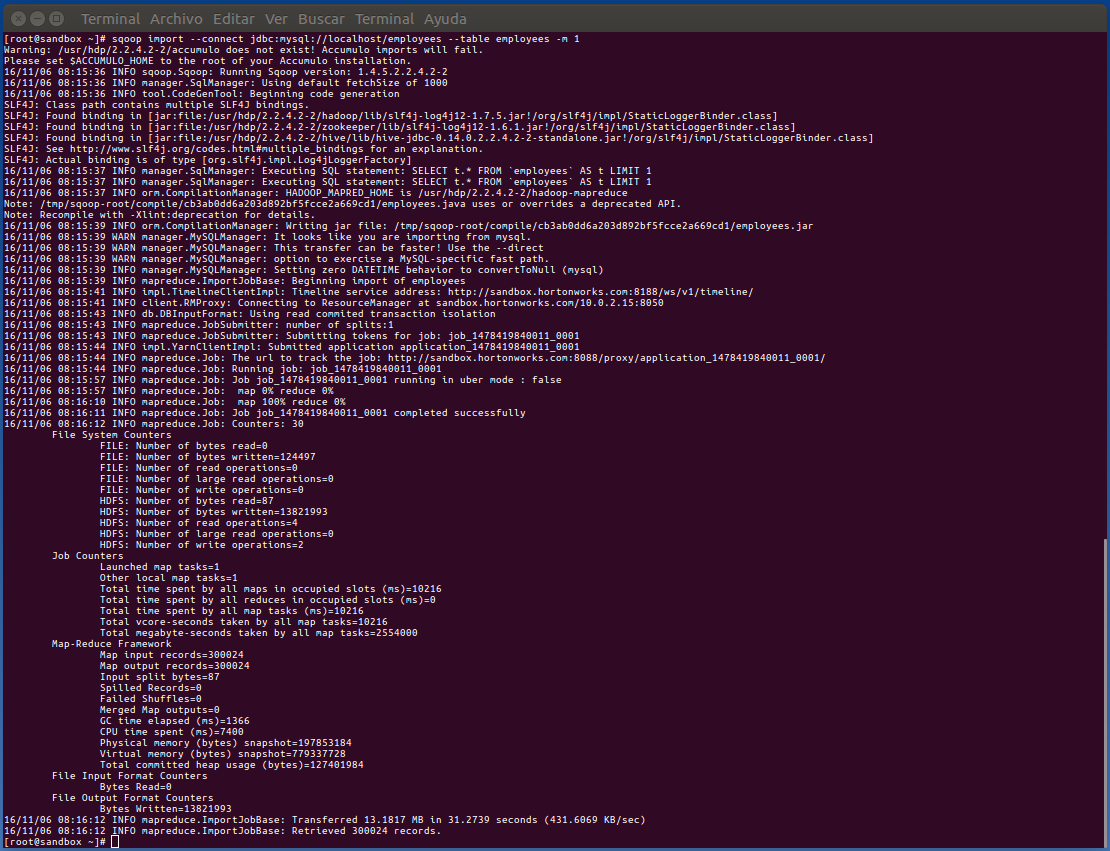 Terminal Archivo Editar Ver Buscar Terminal Ayuda
[root@sandbox ~]# sqoop import --connect jdbc:mysql://localhost/employees --table employees -m 1
Warning: /usr/hdp/2.2.4.2-2/accumulo does not exist! Accumulo imports will fail.
Please set $ACCUMULO_HOME to the root of your Accumulo installation.
16/11/06 08:15:36 INFO sqoop.Sqoop: Running Sqoop version: 1.4.5.2.2.4.2-2
16/11/06 08:15:36 INFO manager.SqlManager: Using default fetchSize of 1000
16/11/06 08:15:36 INFO tool.CodeGenTool: Beginning code generation
SLF4J: Class path contains multiple SLF4J bindings.
SLF4J: Found binding in [jar:file:/usr/hdp/2.2.4.2-2/hadoop/lib/slf4j-log4j12-1.7.5.jar!/org/slf4j/impl/StaticLoggerBinder.class]
SLF4J: Found binding in [jar:file:/usr/hdp/2.2.4.2-2/zookeeper/lib/slf4j-log4j12-1.6.1.jar!/org/slf4j/impl/StaticLoggerBinder.class]
SLF4J: Found binding in [jar:file:/usr/hdp/2.2.4.2-2/hive/lib/hive-jdbc-0.14.0.2.2.4.2-2-standalone.jar!/org/slf4j/impl/StaticLoggerBinder.class]
SLF4J: See http://www.slf4j.org/codes.html#multiple_bindings for an explanation.
SLF4J: Actual binding is of type [org.slf4j.impl.Log4jLoggerFactory]
16/11/06 08:15:37 INFO manager.SqlManager: Executing SQL statement: SELECT t.* FROM `employees` AS t LIMIT 1
16/11/06 08:15:37 INFO manager.SqlManager: Executing SQL statement: SELECT t.* FROM `employees` AS t LIMIT 1
16/11/06 08:15:37 INFO orm.CompilationManager: HADOOP_MAPRED_HOME is /usr/hdp/2.2.4.2-2/hadoop-mapreduce
Note: /tmp/sqoop-root/compile/cb3ab0dd6a203d892bf5fcce2a669cd1/employees.java uses or overrides a deprecated API.
Note: Recompile with -Xlint:deprecation for details.
16/11/06 08:15:39 INFO orm.CompilationManager: Writing jar file: /tmp/sqoop-root/compile/cb3ab0dd6a203d892bf5fcce2a669cd1/employees.jar
16/11/06 08:15:39 WARN manager.MySQLManager: It looks like you are importing from mysql.
16/11/06 08:15:39 WARN manager.MySQLManager: This transfer can be faster! Use the --direct
16/11/06 08:15:39 WARN manager.MySQLManager: option to exercise a MySQL-specific fast path.
16/11/06 08:15:39 INFO manager.MySQLManager: Setting zero DATETIME behavior to convertToNull (mysql)
16/11/06 08:15:39 INFO mapreduce.ImportJobBase: Beginning import of employees
16/11/06 08:15:41 INFO impl.TimelineClientImpl: Timeline service address: http://sandbox.hortonworks.com:8188/ws/v1/timeline/
16/11/06 08:15:41 INFO client.RMProxy: Connecting to ResourceManager at sandbox.hortonworks.com/10.0.2.15:8050
16/11/06 08:15:43 INFO db.DBInputFormat: Using read commited transaction isolation
16/11/06 08:15:43 INFO mapreduce.JobSubmitter: number of splits:1
16/11/06 08:15:43 INFO mapreduce.JobSubmitter: Submitting tokens for job: job_1478419840011_0001
16/11/06 08:15:44 INFO impl.YarnClientImpl: Submitted application application_1478419840011_0001
16/11/06 08:15:44 INFO mapreduce.Job: The url to track the job: http://sandbox.hortonworks.com:8088/proxy/application_1478419840011_0001/
16/11/06 08:15:44 INFO mapreduce.Job: Running job: job_1478419840011_0001
16/11/06 08:15:57 INFO mapreduce.Job: Job job_1478419840011_0001 running in uber mode : false
16/11/06 08:15:57 INFO mapreduce.Job:  map 0% reduce 0%
16/11/06 08:16:10 INFO mapreduce.Job:  map 100% reduce 0%
16/11/06 08:16:11 INFO mapreduce.Job: Job job_1478419840011_0001 completed successfully
16/11/06 08:16:12 INFO mapreduce.Job: Counters: 30
File System Counters
FILE: Number of bytes read=0
FILE: Number of bytes written=124497
FILE: Number of read operations=0
FILE: Number of large read operations=0
FILE: Number of write operations=0
HDFS: Number of bytes read=87
HDFS: Number of bytes written=13821993
HDFS: Number of read operations=4
HDFS: Number of large read operations=0
HDFS: Number of write operations=2
Job Counters
Launched map tasks=1
Other local map tasks=1
Total time spent by all maps in occupied slots (ms)=10216
Total time spent by all reduces in occupied slots (ms)=0
Total time spent by all map tasks (ms)=10216
Total vcore-seconds taken by all map tasks=10216
Total megabyte-seconds taken by all map tasks=2554000
Map-Reduce Framework
Map input records=300024
Map output records=300024
Input split bytes=87
Spilled Records=0
Failed Shuffles=0
Merged Map outputs=0
GC time elapsed (ms)=1366
CPU time spent (ms)=7400
Physical memory (bytes) snapshot=197853184
Virtual memory (bytes) snapshot=779337728
Total committed heap usage (bytes)=127401984
File Input Format Counters
Bytes Read=0
File Output Format Counters
Bytes Written=13821993
16/11/06 08:16:12 INFO mapreduce.ImportJobBase: Transferred 13.1817 MB in 31.2739 seconds (431.6069 KB/sec)
16/11/06 08:16:12 INFO mapreduce.ImportJobBase: Retrieved 300024 records.
[root@sandbox ~]#